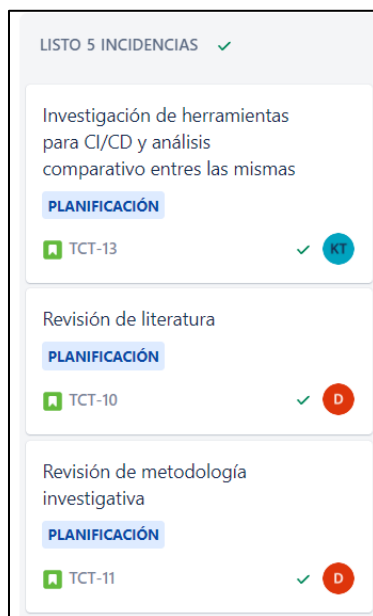 LISTO 5 INCIDENCIAS
Investigación de herramientas
para CI/CD y análisis
comparativo entres las mismas
PLANIFICACIÓN
TCT-13
KT
Revisión de literatura
PLANIFICACIÓN
TCT-10
D
Revisión de metodología
investigativa
PLANIFICACIÓN
TCT-11
D